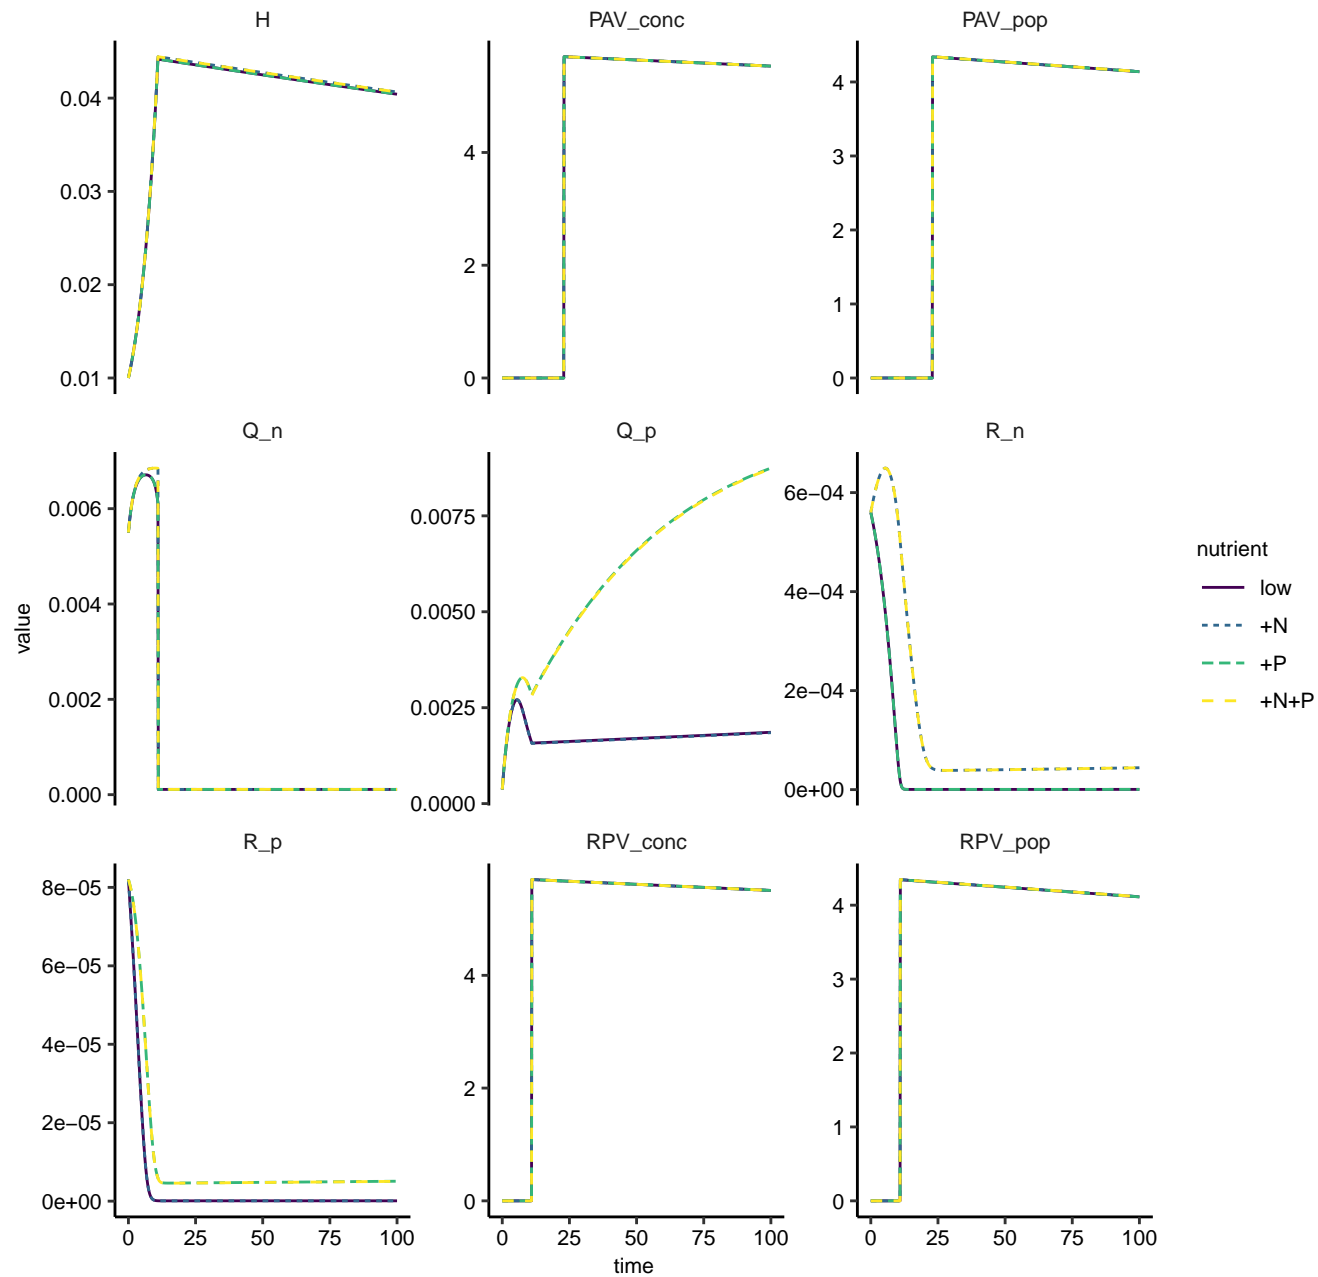 H PAV_conc PAV_pop
0.04
0.03
0.02
0.01
4
2
0
4
3
2
1
0
Q_n Q_p R_n
0.006
0.004
0.002
0.000
0.0075
0.0050
0.0025
0.0000
6e−04
4e−04
2e−04
0e+00
R_p RPV_conc RPV_pop
8e−05
6e−05
4e−05
2e−05
0e+00
4
2
0
4
3
2
1
0
0 25 50 75 100
0 25 50 75 100
0 25 50 75 100
time
value
nutrient
low
+N
+P
+N+P